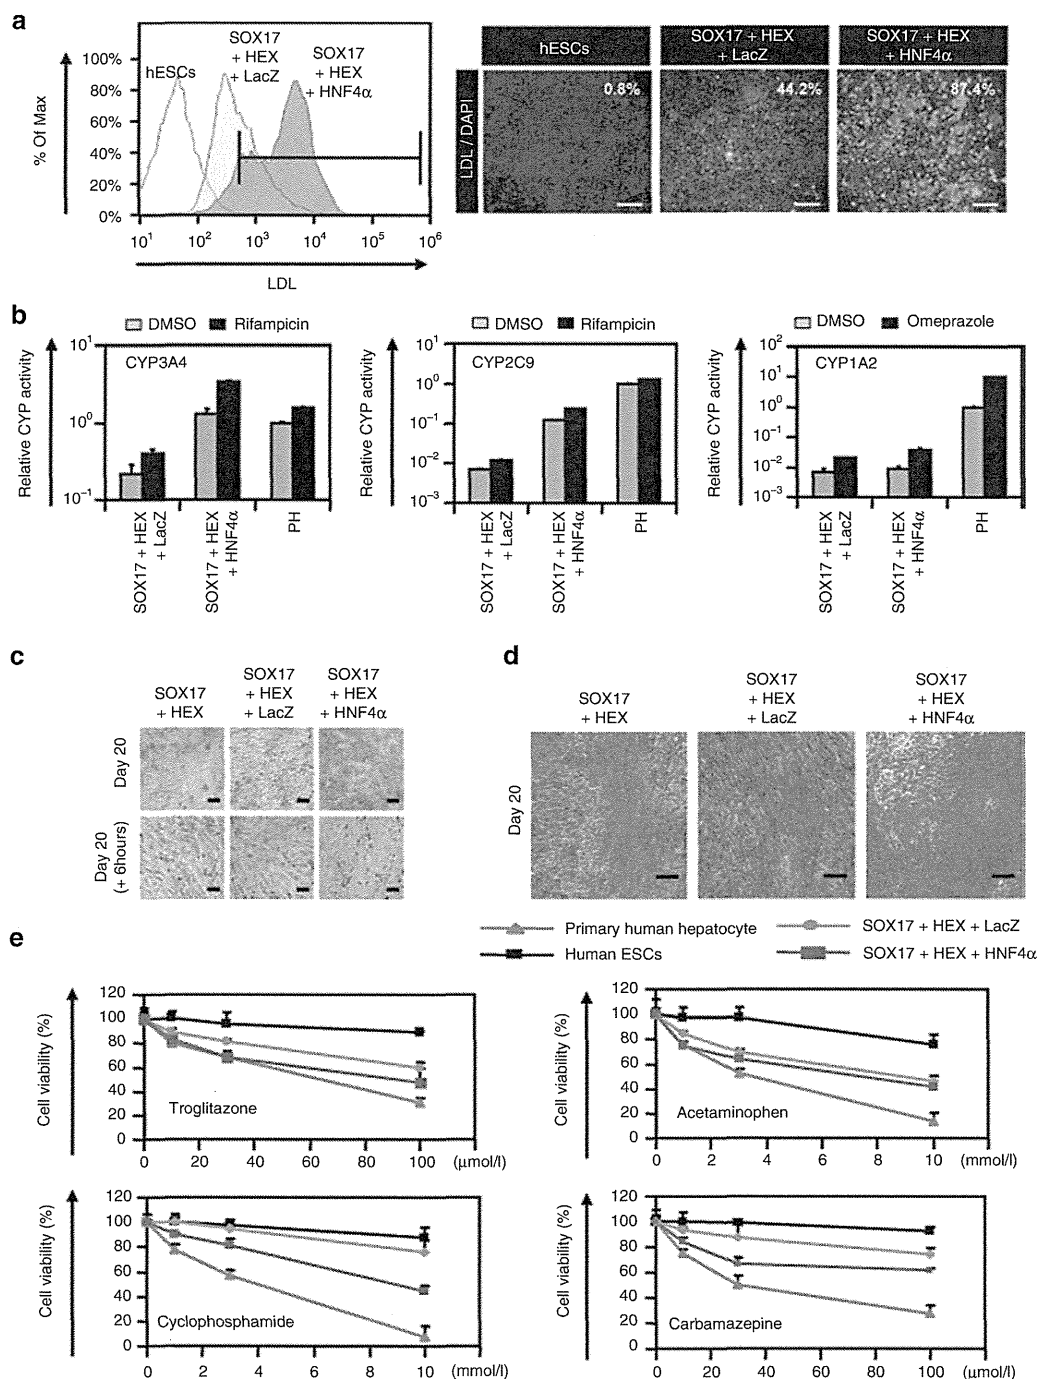 a
SOX17
+ HEX
+ LacZ
SOX17
+ HEX
+ HNF4α
hESCs
% Of Max
100%
80%
60%
40%
20%
0%
10¹ 10² 10³ 10⁴ 10⁵ 10⁶
LDL
hESCs
SOX17 + HEX
+ LacZ
SOX17 + HEX
+ HNF4α
LDL / DAPI
0.8%
44.2%
87.4%
b
DMSO Rifampicin
Relative CYP activity
CYP3A4
10¹
10⁰
10⁻¹
SOX17 + HEX
+ LacZ
SOX17 + HEX
+ HNF4α
PH
DMSO Rifampicin
Relative CYP activity
CYP2C9
10¹
10⁰
10⁻¹
10⁻²
10⁻³
SOX17 + HEX
+ LacZ
SOX17 + HEX
+ HNF4α
PH
DMSO Omeprazole
Relative CYP activity
CYP1A2
10²
10¹
10⁰
10⁻¹
10⁻²
10⁻³
SOX17 + HEX
+ LacZ
SOX17 + HEX
+ HNF4α
PH
c
SOX17
+ HEX
SOX17
+ HEX
+ LacZ
SOX17
+ HEX
+ HNF4α
Day 20
Day 20
(+ 6hours)
d
SOX17
+ HEX
SOX17
+ HEX
+ LacZ
SOX17
+ HEX
+ HNF4α
Day 20
e
Primary human hepatocyte
Human ESCs
SOX17 + HEX + LacZ
SOX17 + HEX + HNF4α
Cell viability (%)
120
100
80
60
40
20
0
Troglitazone
0 20 40 60 80 100 (μmol/l)
Cell viability (%)
120
100
80
60
40
20
0
Acetaminophen
0 2 4 6 8 10 (mmol/l)
Cell viability (%)
120
100
80
60
40
20
0
Cyclophosphamide
0 2 4 6 8 10 (mmol/l)
Cell viability (%)
120
100
80
60
40
20
0
Carbamazepine
0 20 40 60 80 100 (μmol/l)